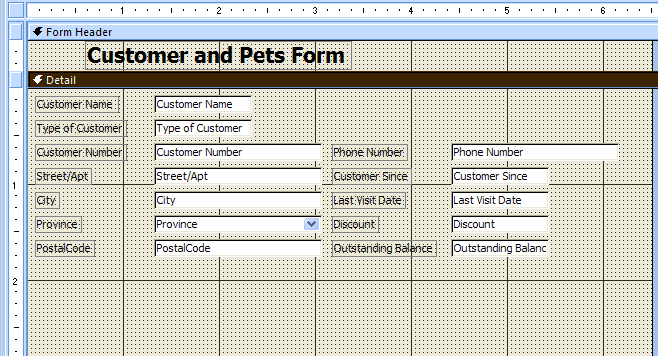 1 2 3 4 5 6
Form Header
Customer and Pets Form
Detail
Customer Name Customer Name
Type of Customer Type of Customer
Customer Number Customer Number Phone Number Phone Number
1
Street/Apt Street/Apt Customer Since Customer Since
City City Last Visit Date Last Visit Date
Province Province Discount Discount
PostalCode PostalCode Outstanding Balance Outstanding Balanc
2